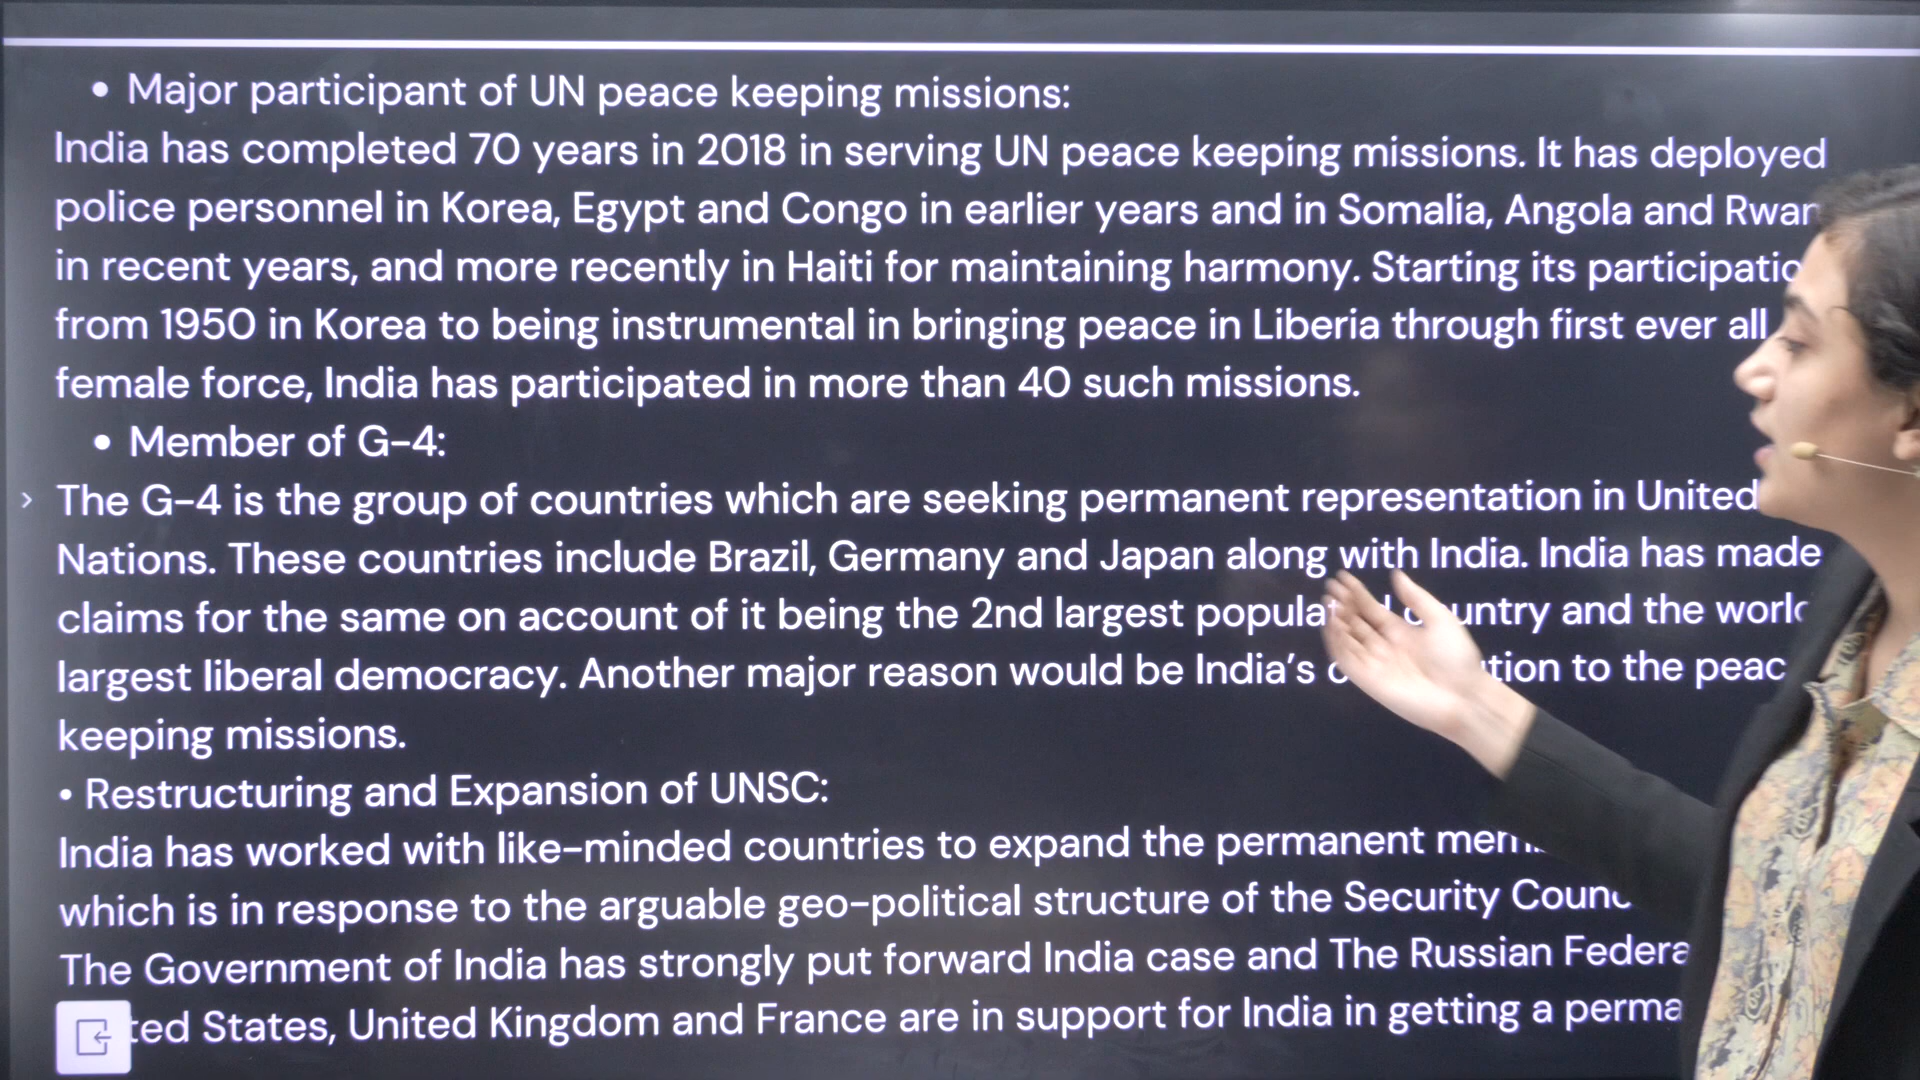 • Major participant of UN peace keeping missions:
India has completed 70 years in 2018 in serving UN peace keeping missions. It has deployed
police personnel in Korea, Egypt and Congo in earlier years and in Somalia, Angola and
in recent years, and more recently in Haiti for maintaining harmony. Starting its
from 1950 in Korea to being instrumental in bringing peace in Liberia through first ever all
female force, India has participated in more than 40 such missions.
• Member of G-4:
The G-4 is the group of countries which are seeking permanent representation in United
Nations. These countries include Brazil, Germany and Japan along with India. India has made
claims for the same on account of it being the 2nd largest and the
largest liberal democracy. Another major reason would be India's to the
keeping missions.
• Restructuring and Expansion of UNSC:
India has worked with like-minded countries to expand the permanent
which is in response to the arguable geo-political structure of the Security
The Government of India has strongly put forward India case and The Russian
States, United Kingdom and France are in support for India in getting a